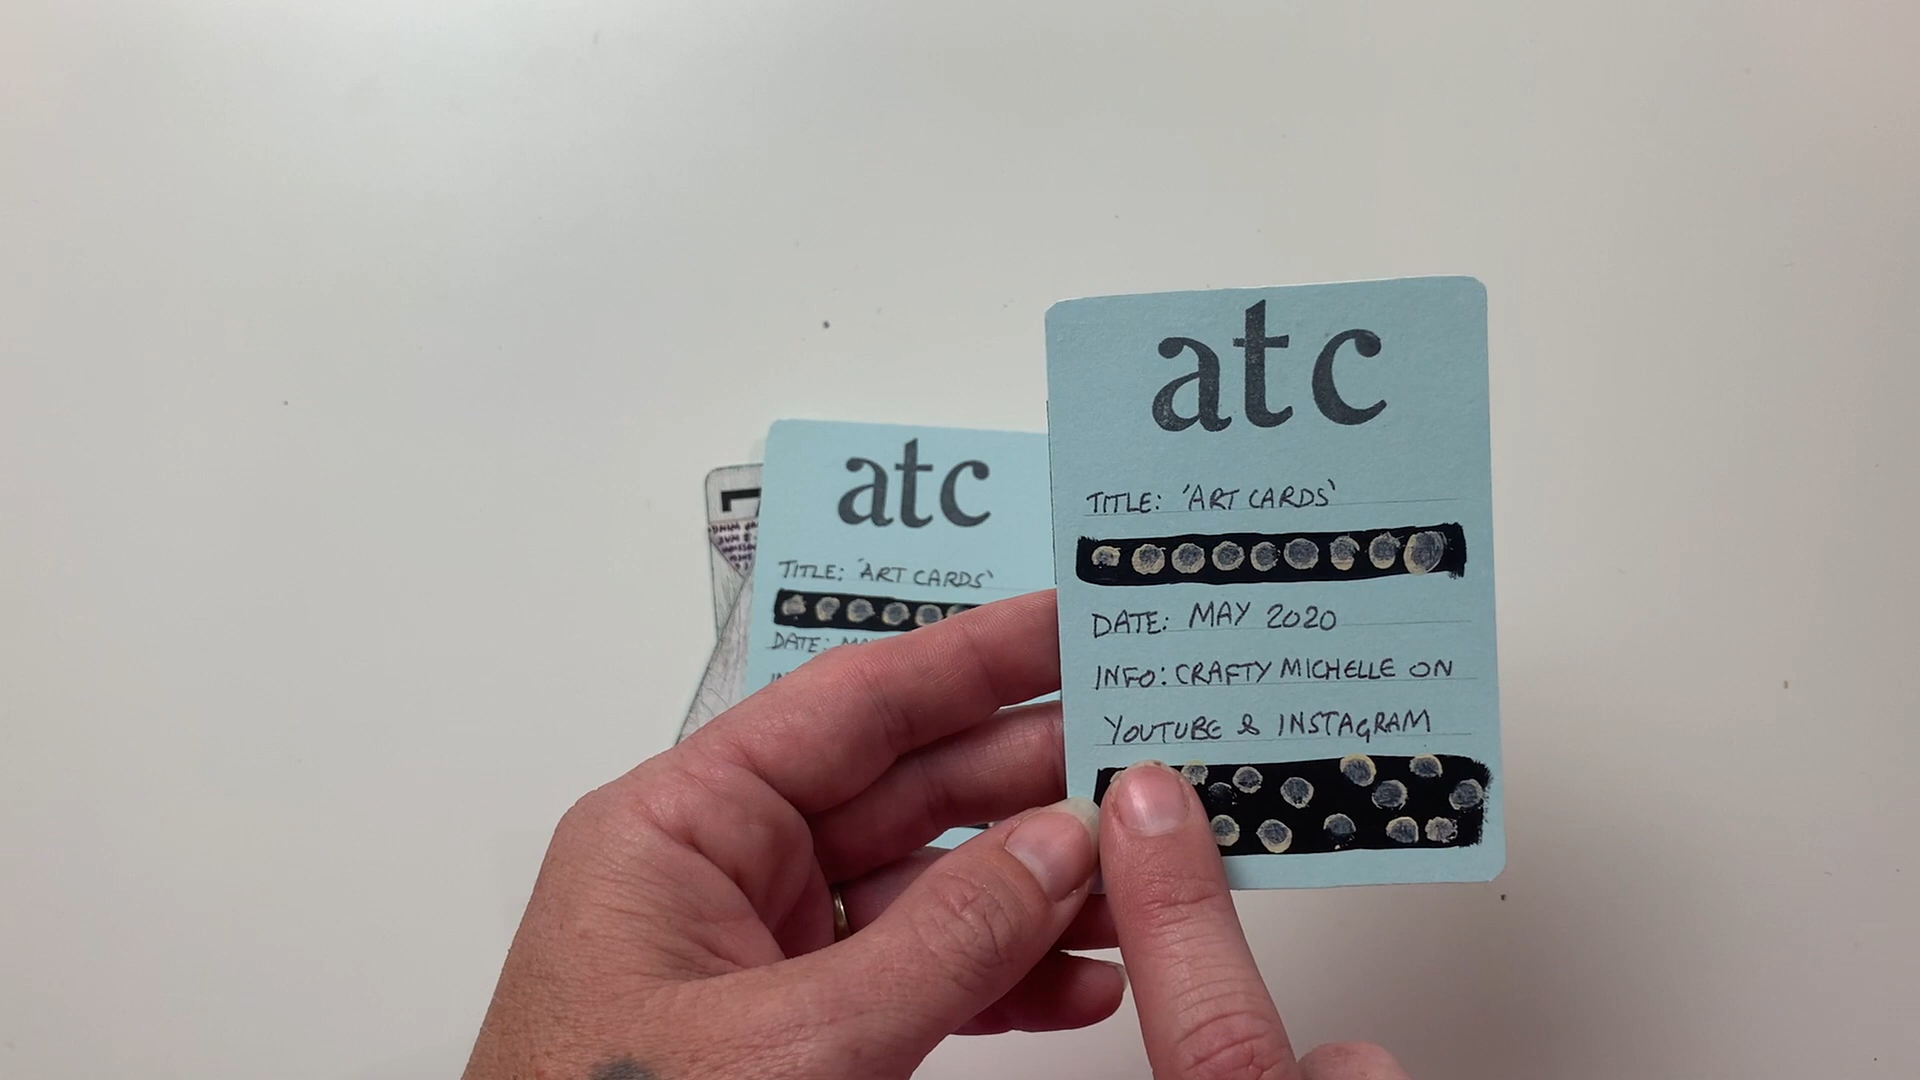 atc
TITLE: 'ART CARDS'
DATE: MAY 2020
INFO: CRAFTY MICHELLE ON
YOUTUBE & INSTAGRAM
atc
TITLE: 'ART CARDS'
DATE: